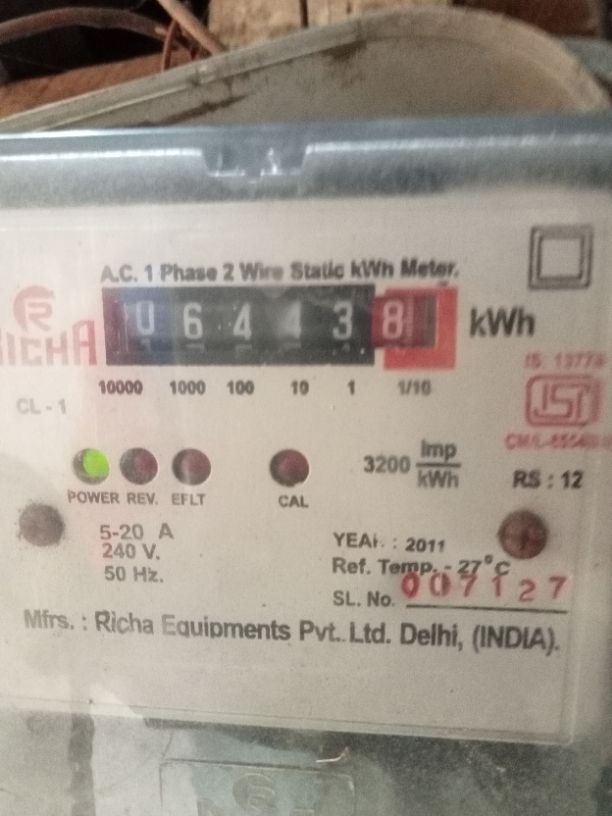 A.C. 1 Phase 2 Wire Static kWh Meter.
RICHA
0 6 4 4 3 8 kWh
10000 1000 100 10 1 1/10
CL - 1
3200 Imp/kWh
RS : 12
POWER REV. EFLT CAL
5-20 A
240 V.
50 Hz.
YEAR : 2011
Ref. Temp. - 27°C
SL. No. 007127
Mfrs. : Richa Equipments Pvt. Ltd. Delhi, (INDIA).